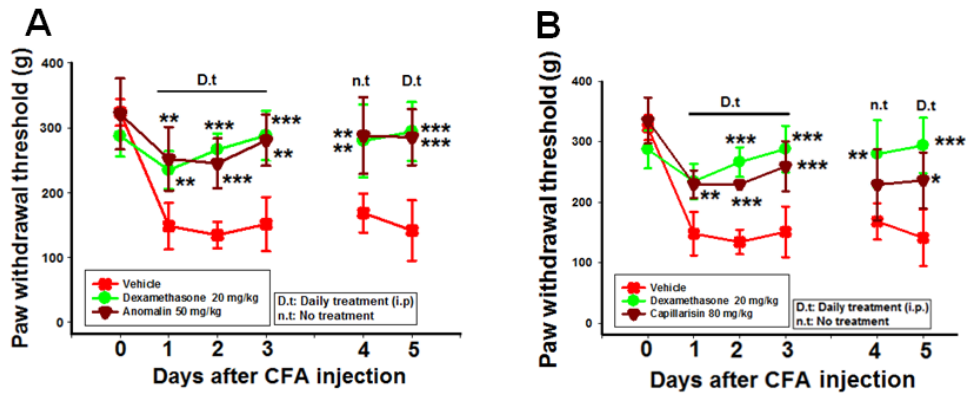 A
Paw withdrawal threshold (g)
400
300
200
100
0
D.t
n.t
D.t
**
***
***
**
***
**
**
**
***
***
Vehicle
Dexamethasone 20 mg/kg
Anomalin 50 mg/kg
D.t: Daily treatment (i.p)
n.t: No treatment
0 1 2 3 4 5
Days after CFA injection
B
Paw withdrawal threshold (g)
400
300
200
100
0
D.t
n.t
D.t
***
***
**
***
***
**
***
*
Vehicle
Dexamethasone 20 mg/kg
Capillarisin 80 mg/kg
D.t: Daily treatment (i.p.)
n.t: No treatment
0 1 2 3 4 5
Days after CFA injection